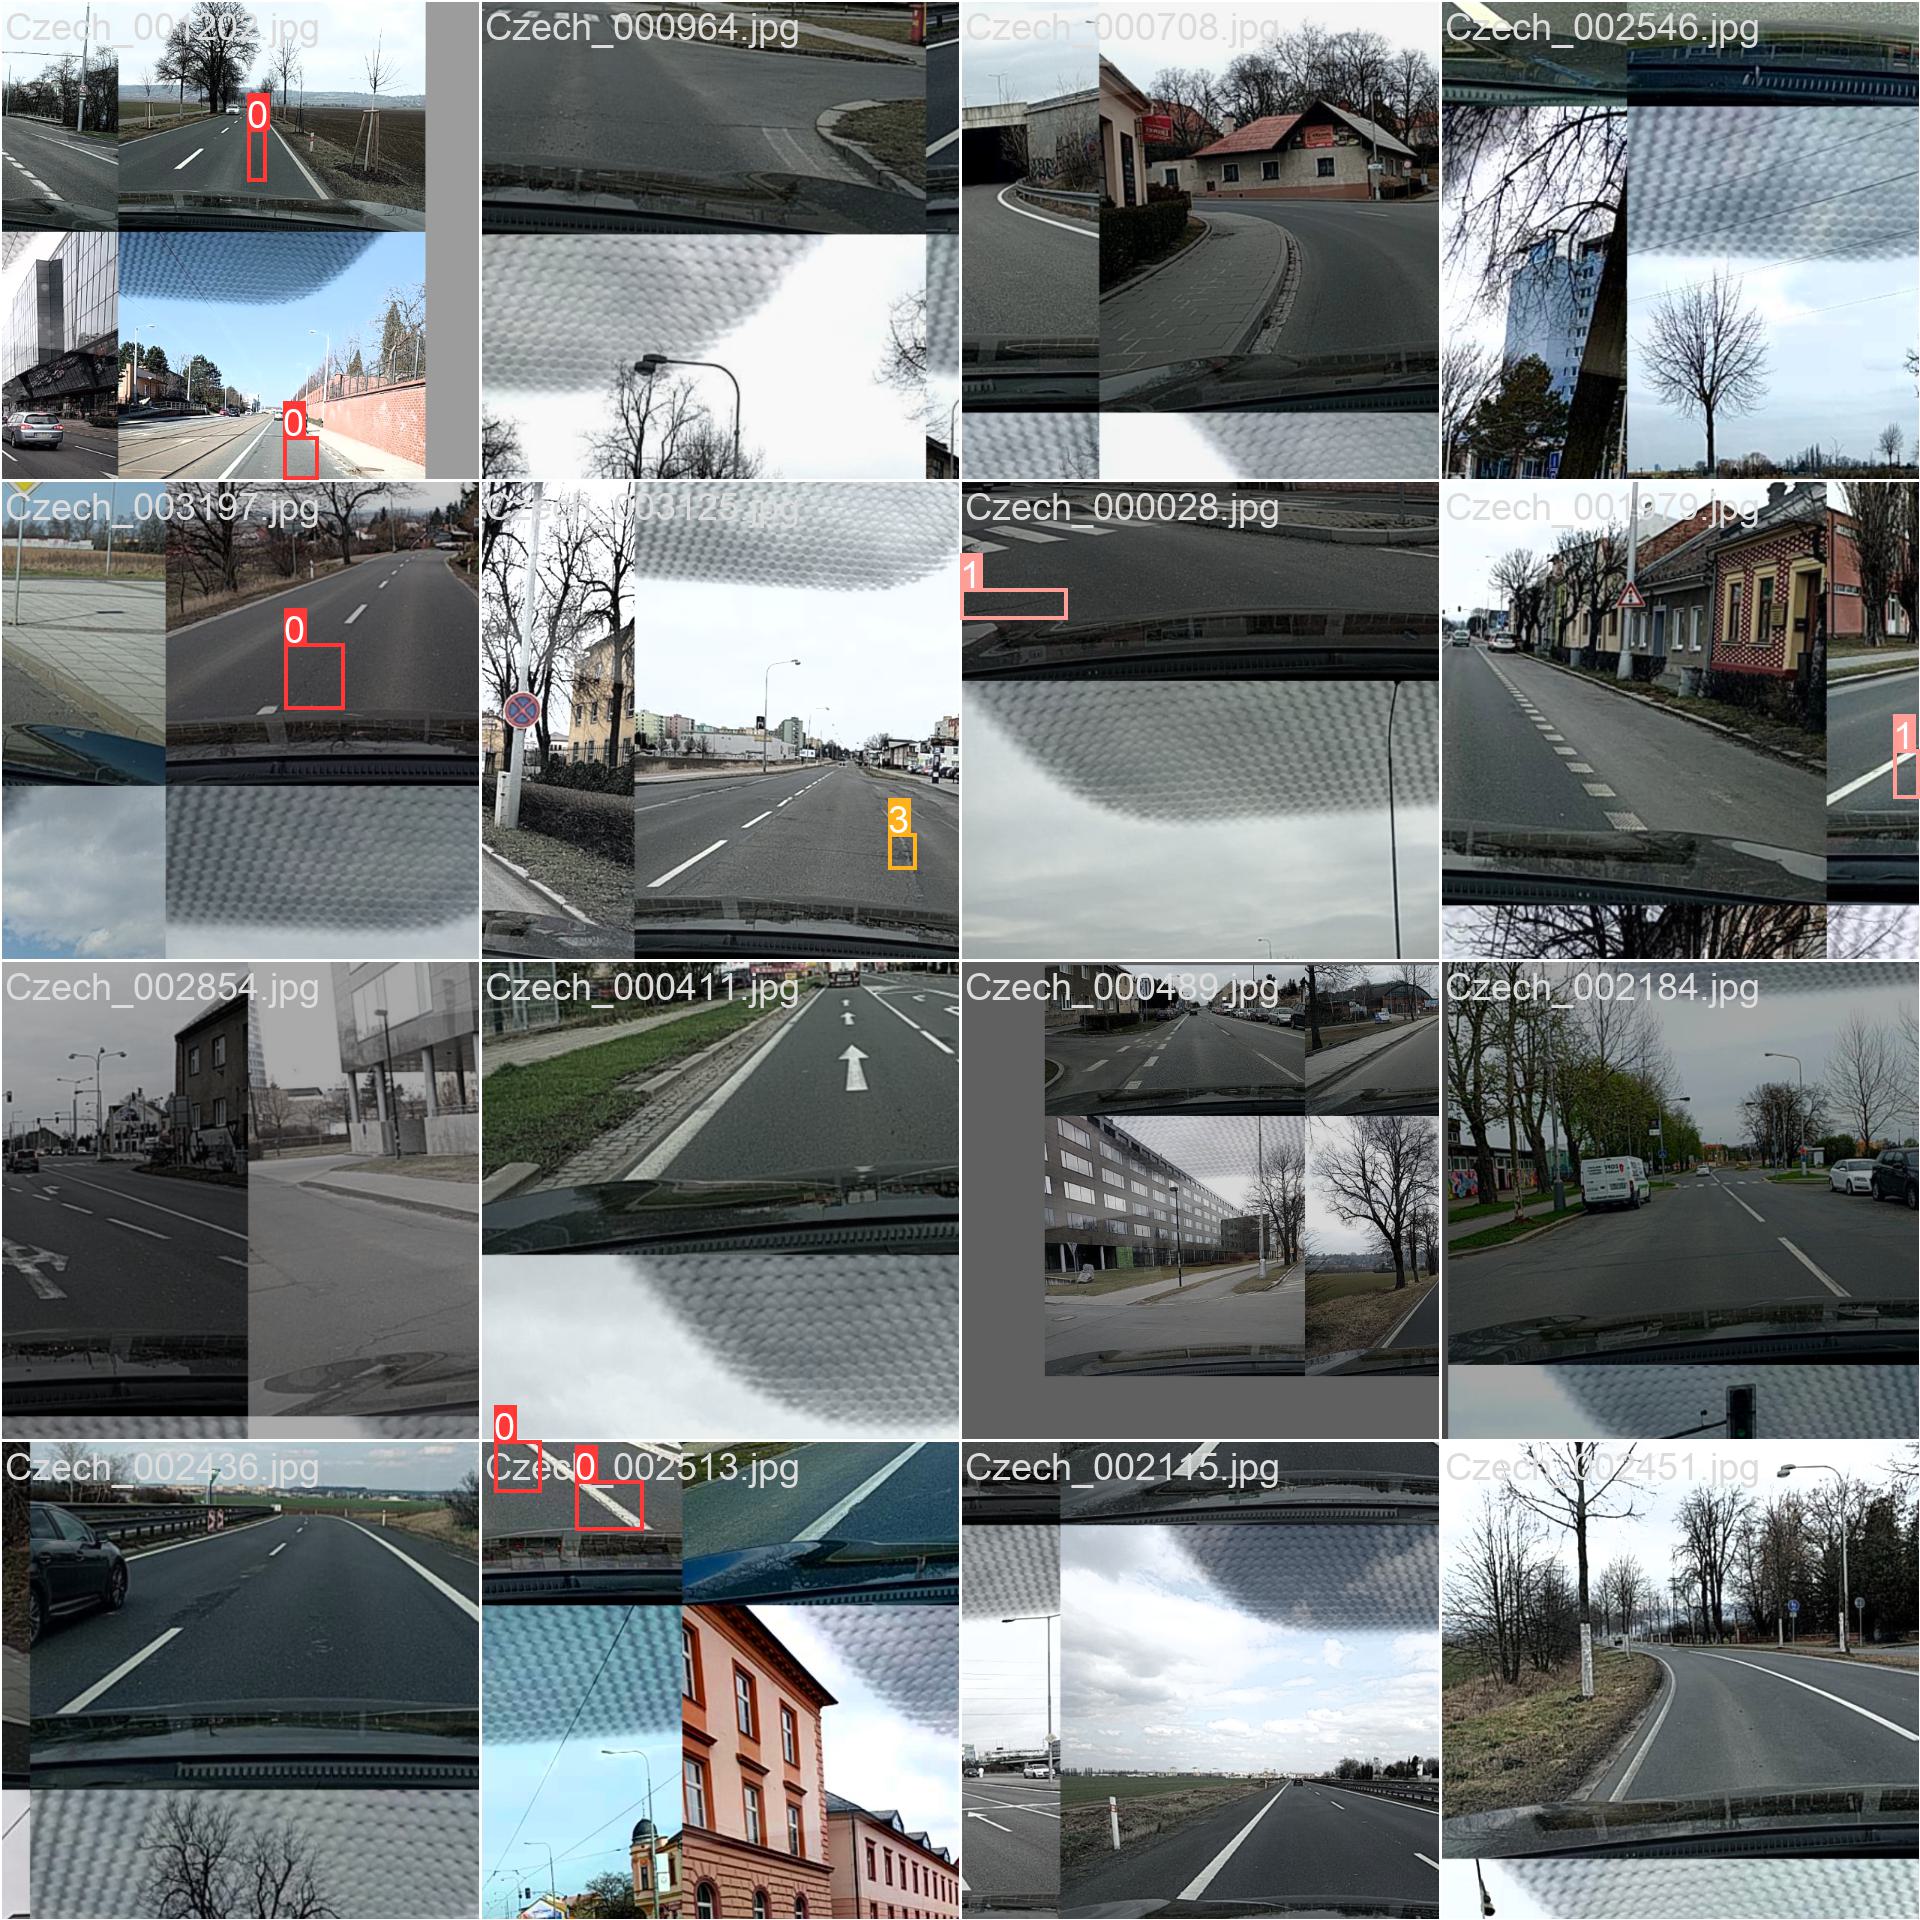 Czech_001202.jpg
Czech_000964.jpg
Czech_000708.jpg
Czech_002546.jpg
0
0
Czech_003197.jpg
Czech_003125.jpg
Czech_000028.jpg
Czech_001979.jpg
0
3
1
1
Czech_002854.jpg
Czech_000411.jpg
Czech_000489.jpg
Czech_002184.jpg
0
Czech_002436.jpg
Czech_002513.jpg
Czech_002115.jpg
Czech_002451.jpg
0